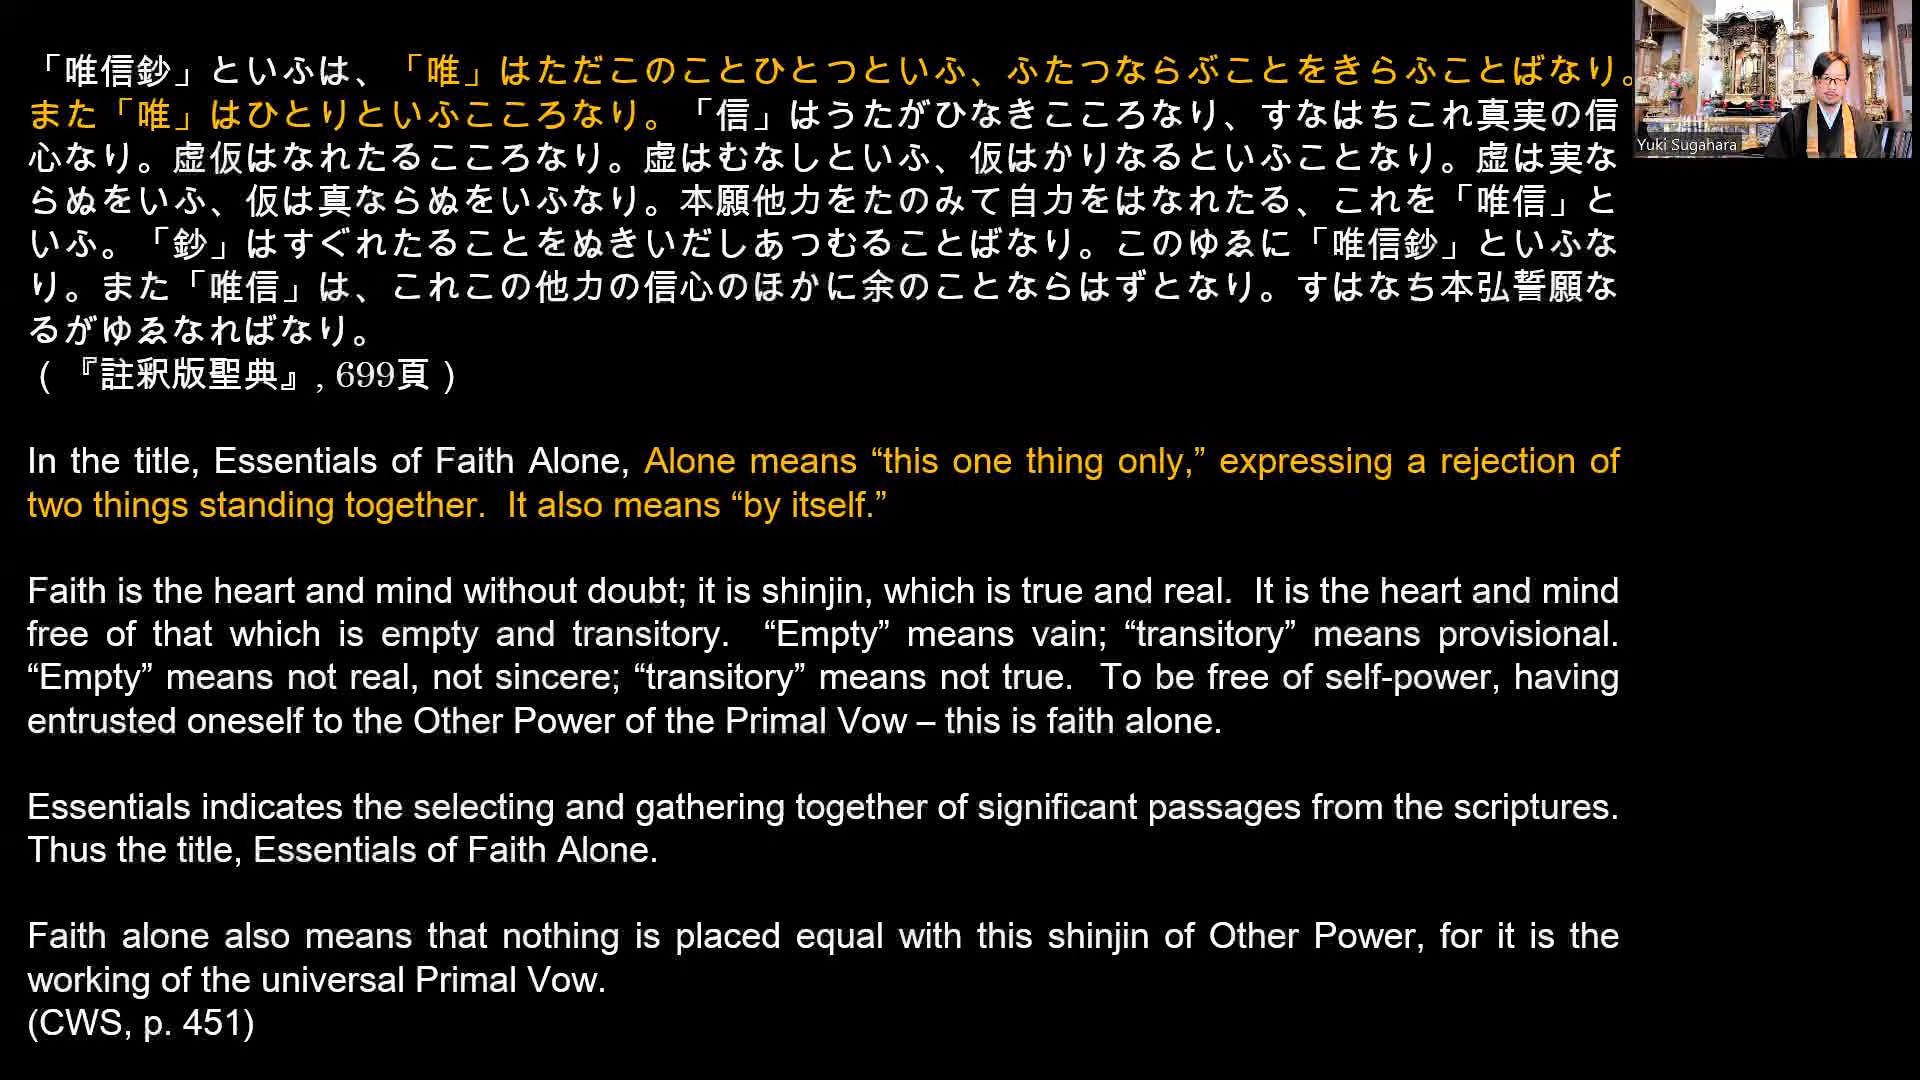 「唯信鈔」といふは、「唯」はただこのことひとつといふ、ふたつならぶことをきらふことばなり。
また「唯」はひとりといふこころなり。「信」はうたがひなきこころなり、すなはちこれ真実の信
心なり。虚仮はなれたるこころなり。虚はむなしといふ、仮はかりなるといふことなり。虚は実な
らぬをいふ、仮は真ならぬをいふなり。本願他力をたのみて自力をはなれたる、これを「唯信」と
いふ。「鈔」はすぐれたることをぬきいだしあつむることばなり。このゆゑに「唯信鈔」といふな
り。また「唯信」は、これこの他力の信心のほかに余のことならはずとなり。すはなち本弘誓願な
るがゆゑなればなり。
(『註釈版聖典』, 699頁)
In the title, Essentials of Faith Alone, Alone means “this one thing only,” expressing a rejection of
two things standing together. It also means “by itself.”
Faith is the heart and mind without doubt; it is shinjin, which is true and real. It is the heart and mind
free of that which is empty and transitory. “Empty” means vain; “transitory” means provisional.
“Empty” means not real, not sincere; “transitory” means not true. To be free of self-power, having
entrusted oneself to the Other Power of the Primal Vow – this is faith alone.
Essentials indicates the selecting and gathering together of significant passages from the scriptures.
Thus the title, Essentials of Faith Alone.
Faith alone also means that nothing is placed equal with this shinjin of Other Power, for it is the
working of the universal Primal Vow.
(CWS, p. 451)
Yuki Sugahara